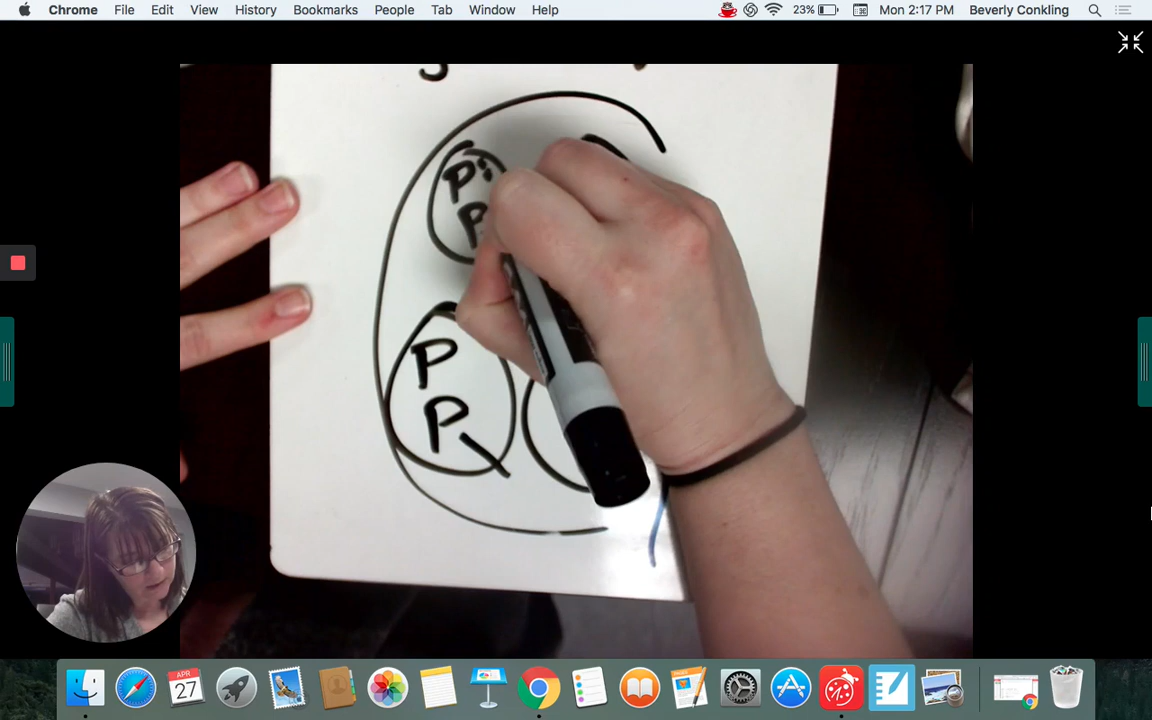 Chrome File Edit View History Bookmarks People Tab Window Help 23% Mon 2:17 PM Beverly Conkling
P
P
P
P
APR
27